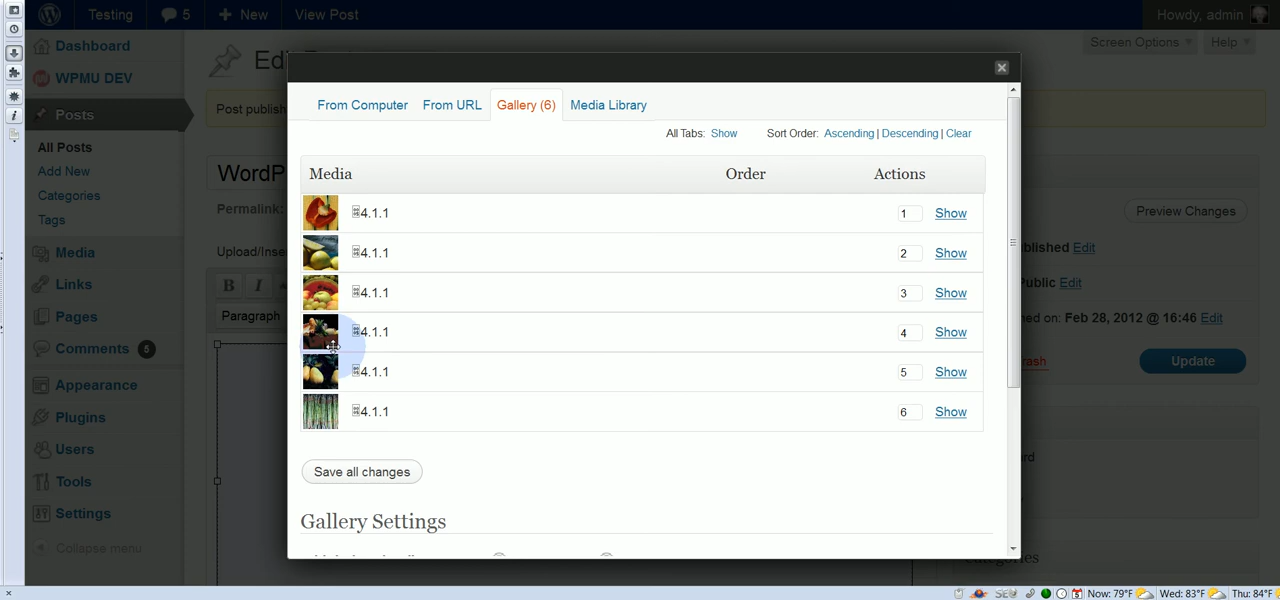 Testing 5 New View Post Howdy, admin
Dashboard
WPMU DEV
Posts
All Posts
Add New
Categories
Tags
Media
Links
Pages
Comments 5
Appearance
Plugins
Users
Tools
Settings
Collapse menu
Screen Options Help
Post publish
WordP
Permalink:
Upload/Inse
B I
Paragraph
From Computer From URL Gallery (6) Media Library
All Tabs: Show Sort Order: Ascending | Descending | Clear
Media Order Actions
4.1.1 1 Show
4.1.1 2 Show
4.1.1 3 Show
4.1.1 4 Show
4.1.1 5 Show
4.1.1 6 Show
Save all changes
Gallery Settings
Preview Changes
blished Edit
Public Edit
ed on: Feb 28, 2012 @ 16:46 Edit
rash Update
rd
Now: 79°F Wed: 83°F Thu: 84°F